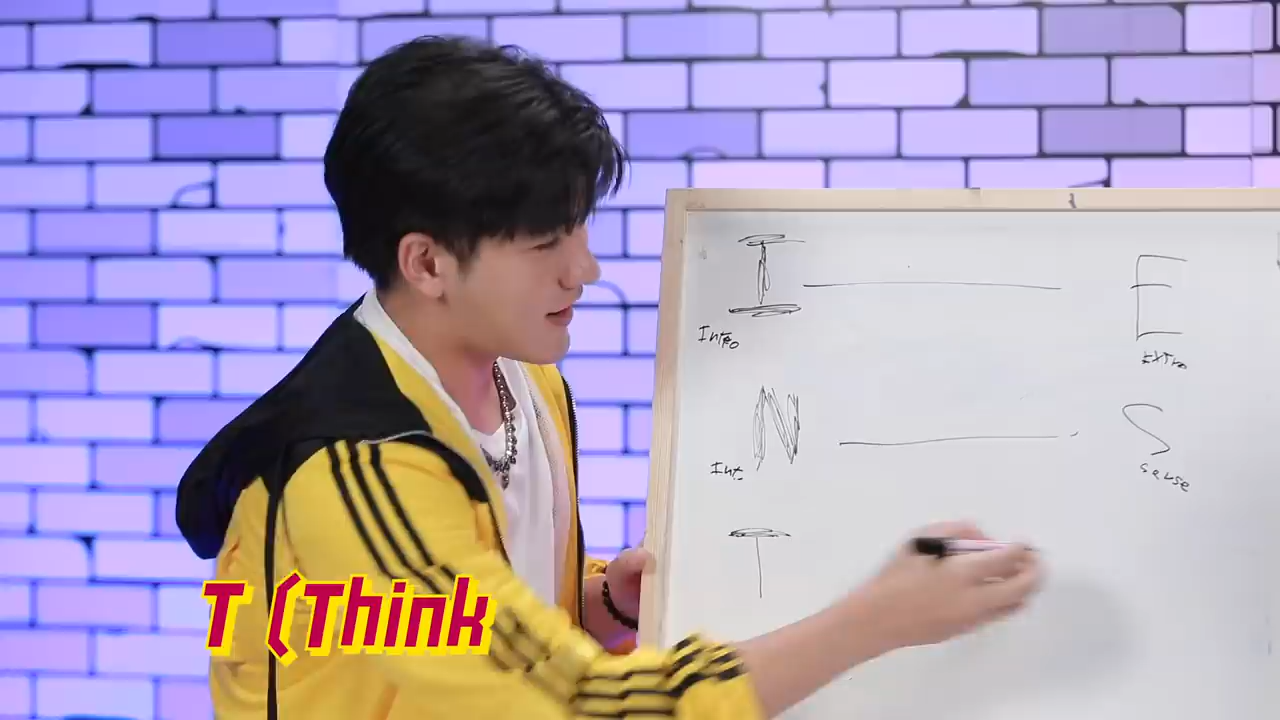 I E
Intro Extro
N S
Int. sense
T
T (Think